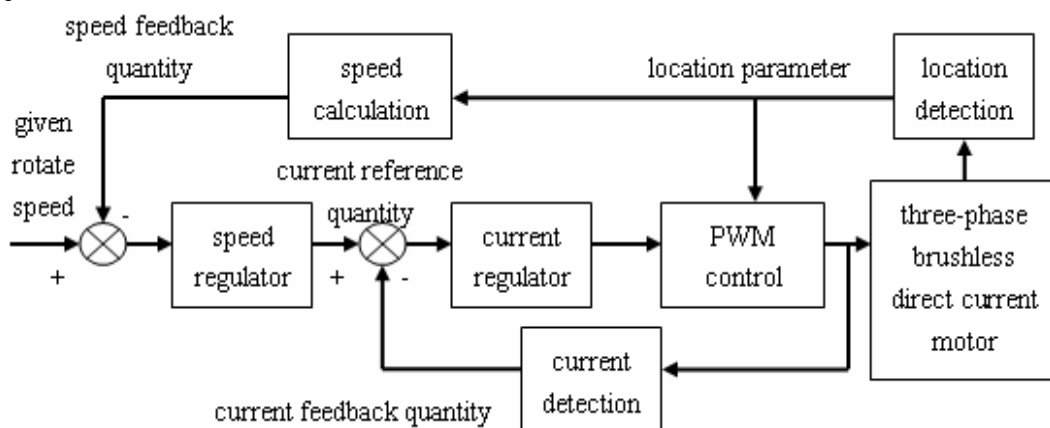 speed feedback
quantity
speed
calculation
location parameter
location
detection
given
rotate
speed
-
+
speed
regulator
current reference
quantity
+
-
current
regulator
PWM
control
three-phase
brushless
direct current
motor
current
detection
current feedback quantity